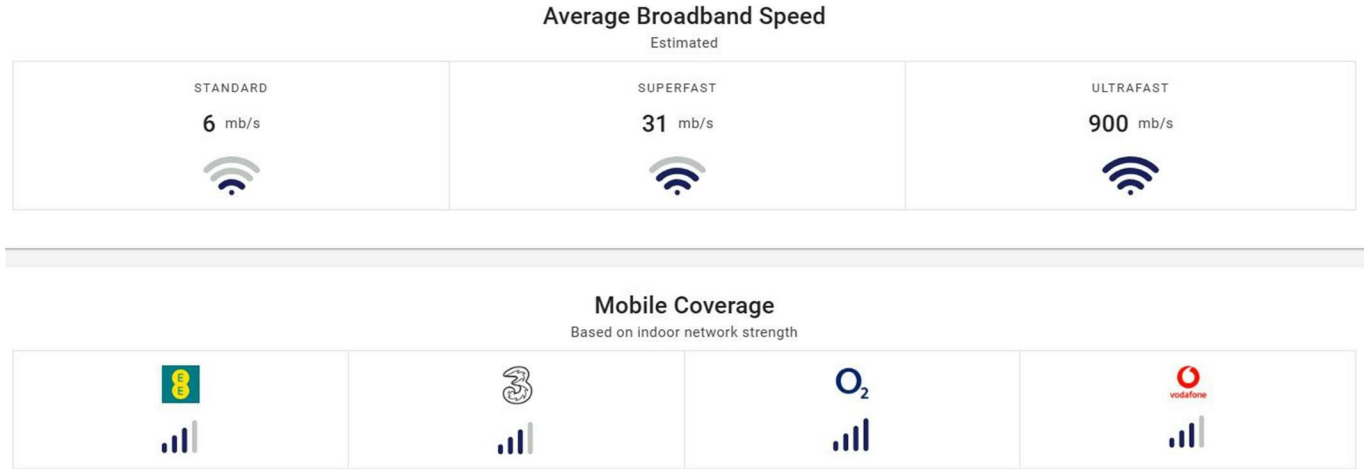 Average Broadband Speed
Estimated
STANDARD
6 mb/s
SUPERFAST
31 mb/s
ULTRAFAST
900 mb/s
Mobile Coverage
Based on indoor network strength
E
E
3
O2
vodafone